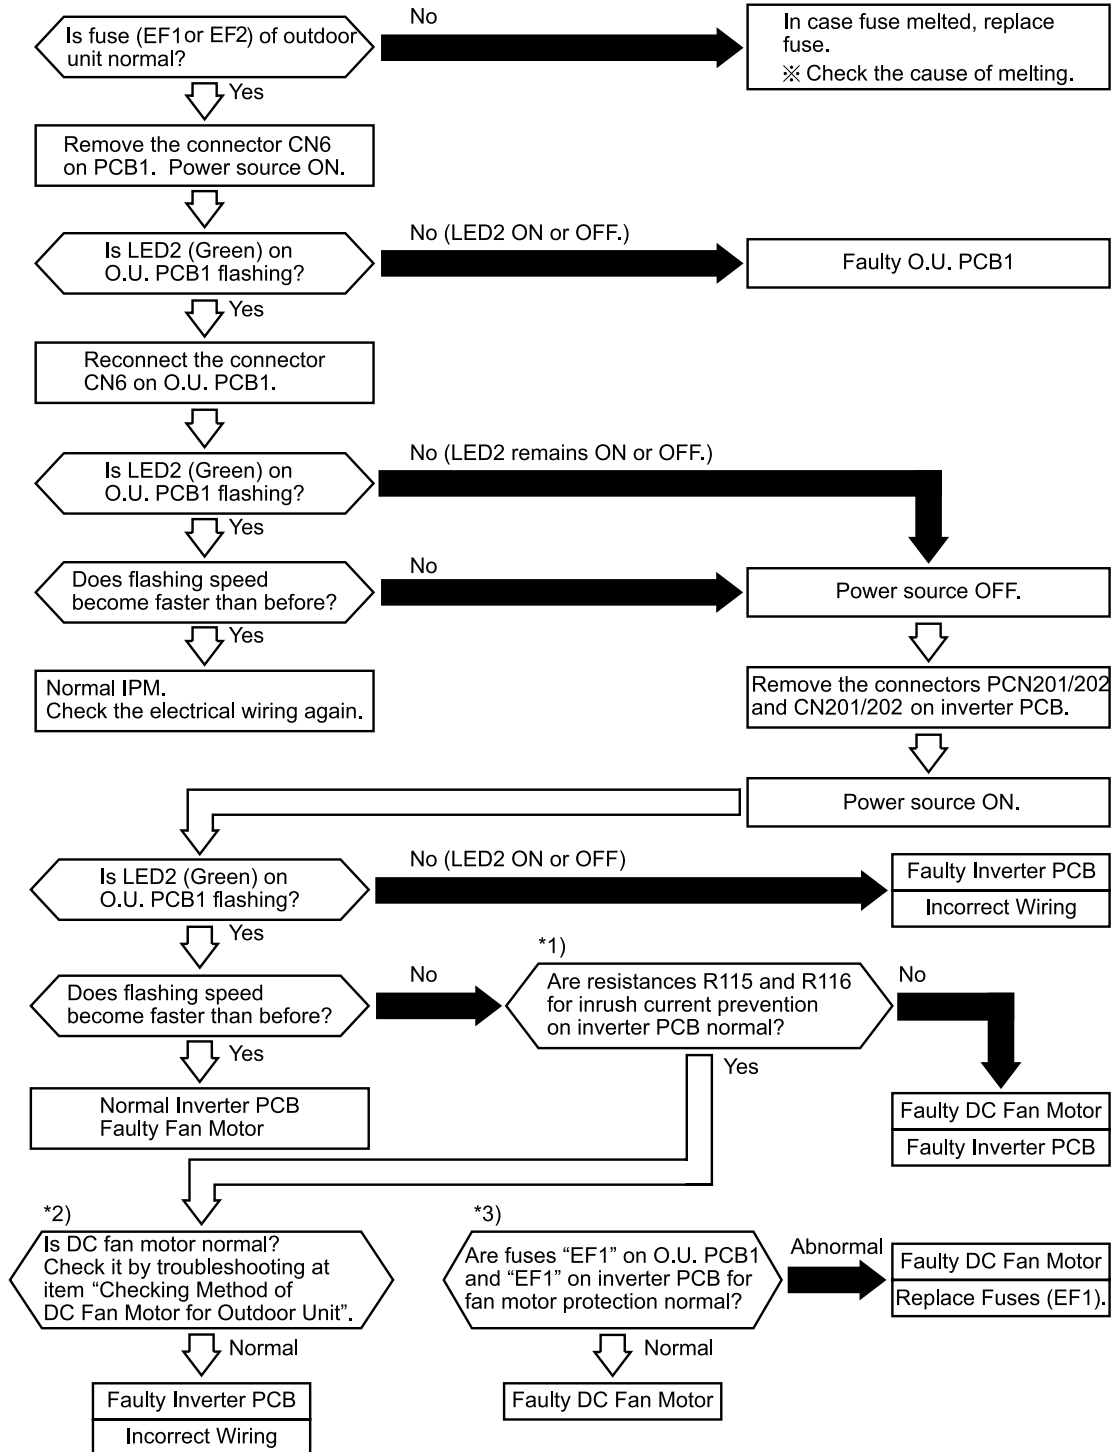 Is fuse (EF1or EF2) of outdoor
unit normal?
No
In case fuse melted, replace
fuse.
※ Check the cause of melting.
Yes
Remove the connector CN6
on PCB1. Power source ON.
Is LED2 (Green) on
O.U. PCB1 flashing?
No (LED2 ON or OFF.)
Faulty O.U. PCB1
Yes
Reconnect the connector
CN6 on O.U. PCB1.
Is LED2 (Green) on
O.U. PCB1 flashing?
No (LED2 remains ON or OFF.)
Yes
Does flashing speed
become faster than before?
No
Power source OFF.
Yes
Normal IPM.
Check the electrical wiring again.
Remove the connectors PCN201/202
and CN201/202 on inverter PCB.
Power source ON.
Is LED2 (Green) on
O.U. PCB1 flashing?
No (LED2 ON or OFF)
Faulty Inverter PCB
Incorrect Wiring
Yes
Does flashing speed
become faster than before?
No
*1)
Are resistances R115 and R116
for inrush current prevention
on inverter PCB normal?
No
Yes
Yes
Normal Inverter PCB
Faulty Fan Motor
Faulty DC Fan Motor
Faulty Inverter PCB
*2)
Is DC fan motor normal?
Check it by troubleshooting at
item “Checking Method of
DC Fan Motor for Outdoor Unit”.
*3)
Are fuses “EF1” on O.U. PCB1
and “EF1” on inverter PCB for
fan motor protection normal?
Abnormal
Faulty DC Fan Motor
Replace Fuses (EF1).
Normal
Normal
Faulty Inverter PCB
Incorrect Wiring
Faulty DC Fan Motor